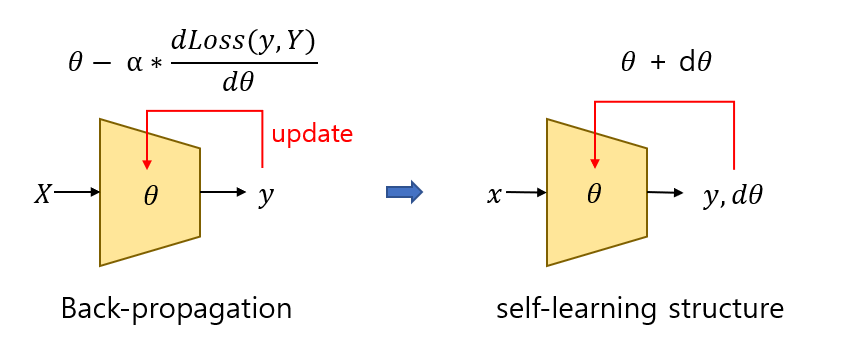 θ − α ∗ dLoss(y, Y) / dθ
θ + dθ
update
X
θ
y
x
θ
y, dθ
Back-propagation
self-learning structure